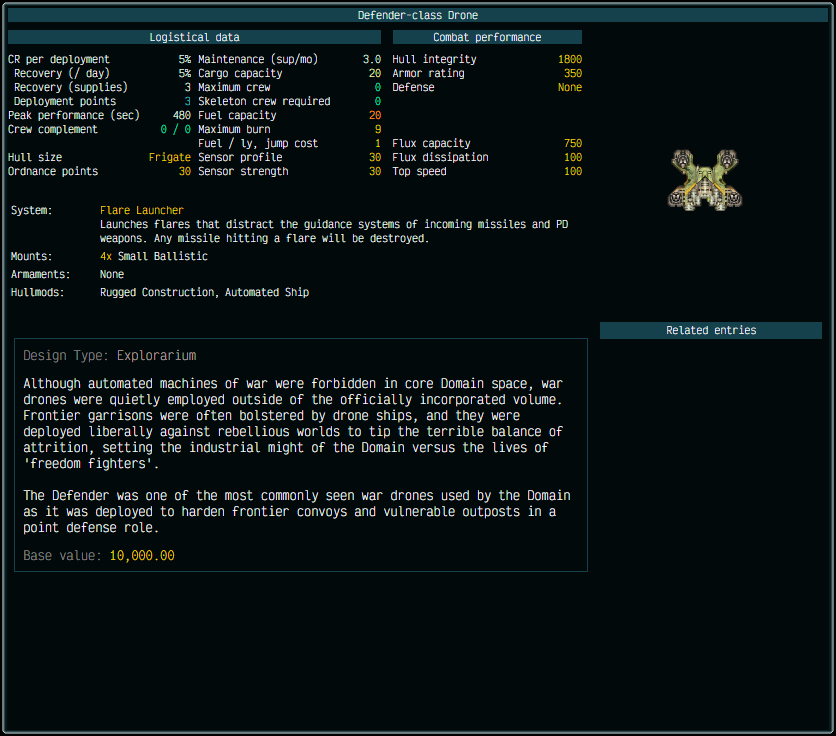 Defender-class Drone
Logistical data
Combat performance
CR per deployment 5% Maintenance (sup/mo) 3.0 Hull integrity 1800
Recovery (/ day) 5% Cargo capacity 20 Armor rating 350
Recovery (supplies) 3 Maximum crew 0 Defense None
Deployment points 3 Skeleton crew required 0
Peak performance (sec) 480 Fuel capacity 20
Crew complement 0 / 0 Maximum burn 9
Fuel / ly, jump cost 1 Flux capacity 750
Hull size Frigate Sensor profile 30 Flux dissipation 100
Ordnance points 30 Sensor strength 30 Top speed 100
System: Flare Launcher
Launches flares that distract the guidance systems of incoming missiles and PD
weapons. Any missile hitting a flare will be destroyed.
Mounts: 4x Small Ballistic
Armaments: None
Hullmods: Rugged Construction, Automated Ship
Related entries
Design Type: Explorarium
Although automated machines of war were forbidden in core Domain space, war
drones were quietly employed outside of the officially incorporated volume.
Frontier garrisons were often bolstered by drone ships, and they were
deployed liberally against rebellious worlds to tip the terrible balance of
attrition, setting the industrial might of the Domain versus the lives of
'freedom fighters'.
The Defender was one of the most commonly seen war drones used by the Domain
as it was deployed to harden frontier convoys and vulnerable outposts in a
point defense role.
Base value: 10,000.00